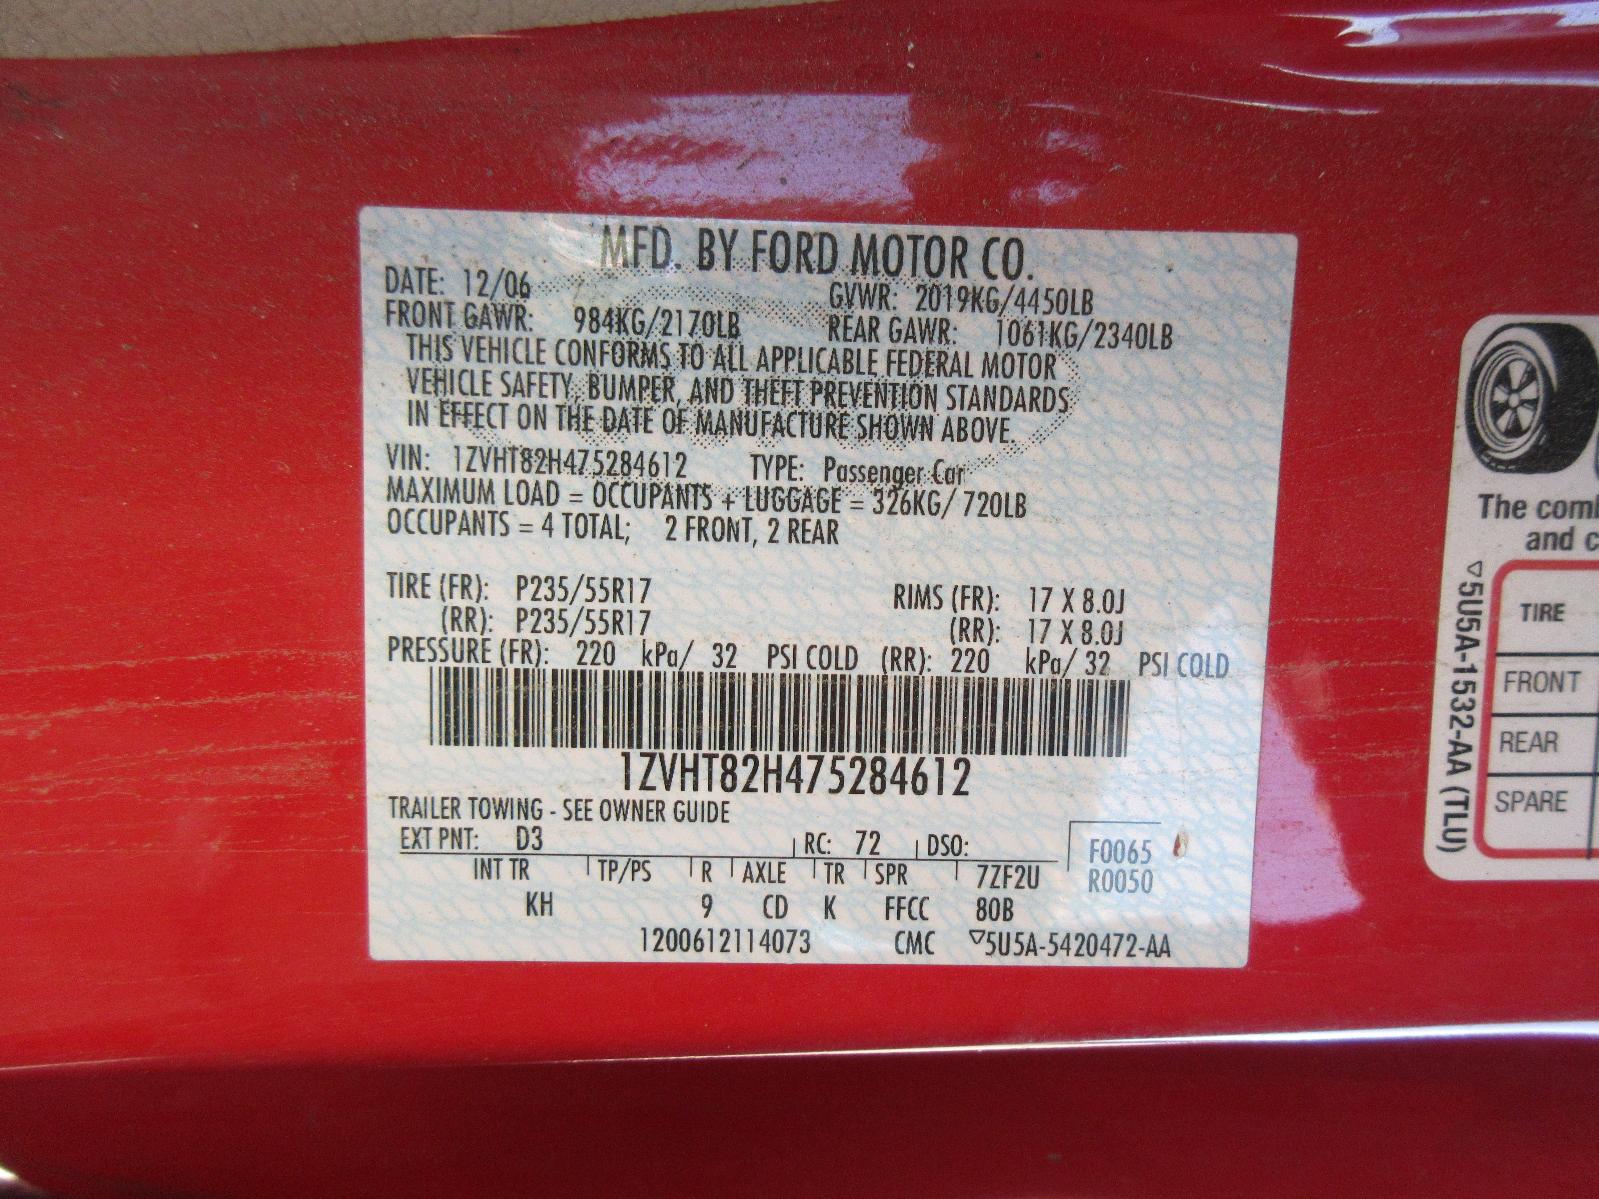 MFD. BY FORD MOTOR CO.
DATE: 12/06 GVWR: 2019KG/4450LB
FRONT GAWR: 984KG/2170LB REAR GAWR: 1061KG/2340LB
THIS VEHICLE CONFORMS TO ALL APPLICABLE FEDERAL MOTOR
VEHICLE SAFETY, BUMPER, AND THEFT PREVENTION STANDARDS
IN EFFECT ON THE DATE OF MANUFACTURE SHOWN ABOVE.
VIN: 1ZVHT82H475284612 TYPE: Passenger Car
MAXIMUM LOAD = OCCUPANTS + LUGGAGE = 326KG/ 720LB
OCCUPANTS = 4 TOTAL; 2 FRONT, 2 REAR
TIRE (FR): P235/55R17 RIMS (FR): 17 X 8.0J
(RR): P235/55R17 (RR): 17 X 8.0J
PRESSURE (FR): 220 kPa/ 32 PSI COLD (RR): 220 kPa/ 32 PSI COLD
1ZVHT82H475284612
TRAILER TOWING - SEE OWNER GUIDE
EXT PNT: D3 RC: 72 DSO: F0065
INT TR TP/PS R AXLE TR SPR 7ZF2U R0050
KH 9 CD K FFCC 80B
1200612114073 CMC ▽5U5A-5420472-AA
The com
and c
TIRE
FRONT
REAR
SPARE
▽5U5A-1532-AA (TLU)